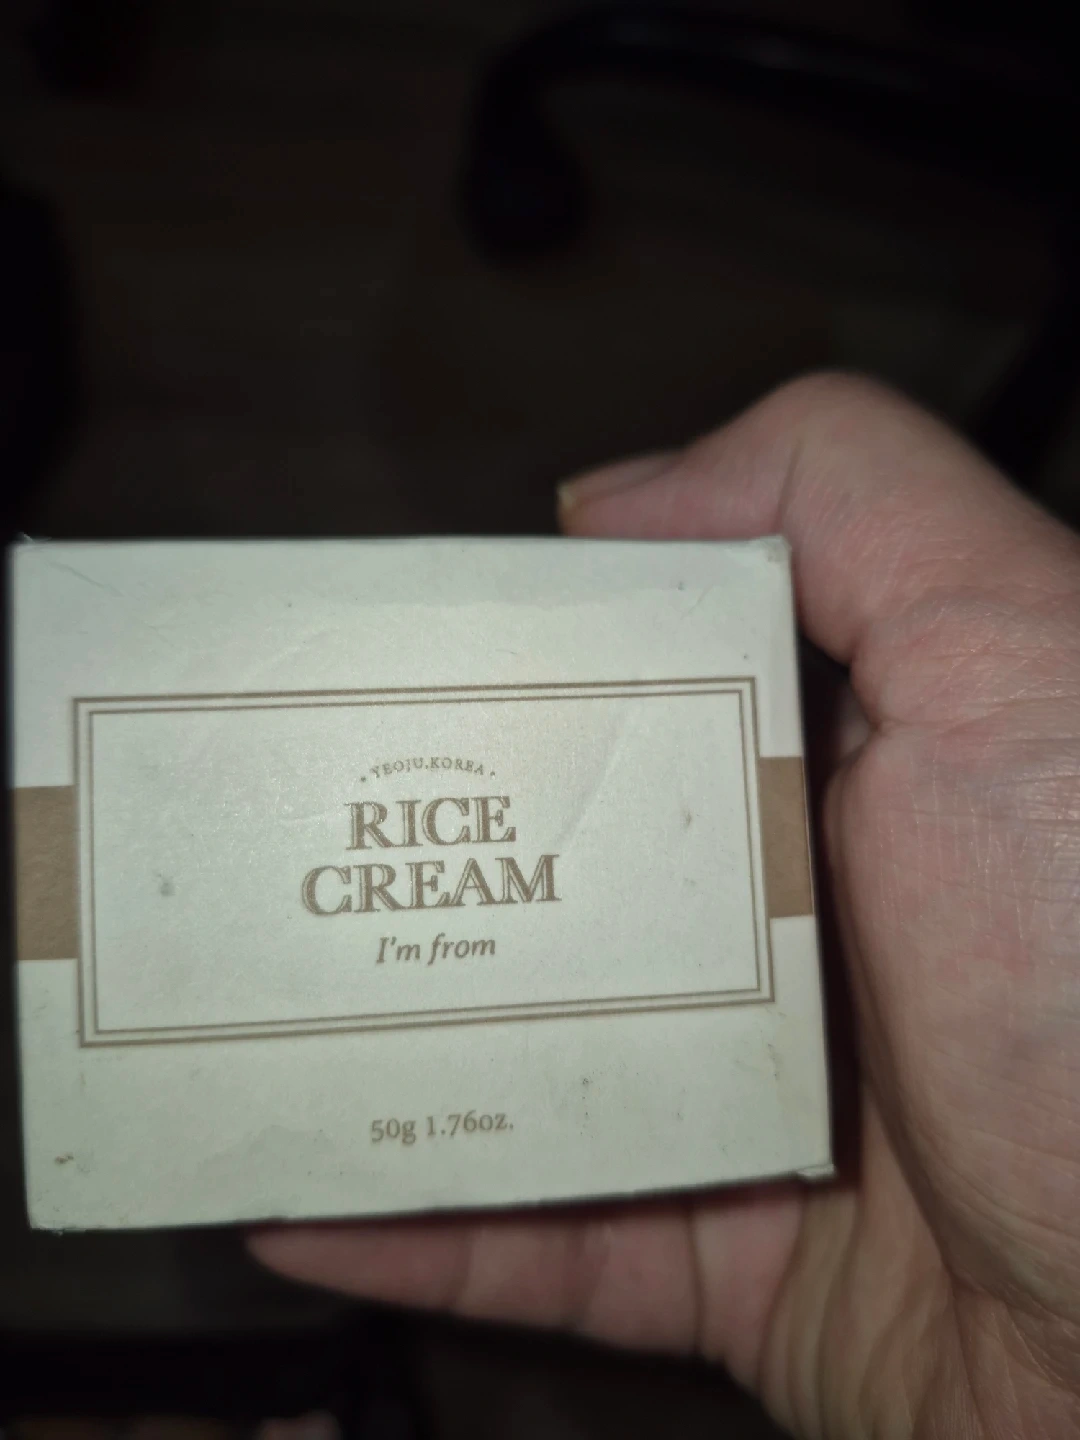 ·YEOJU.KOREA·
RICE
CREAM
I'm from
50g 1.76oz.